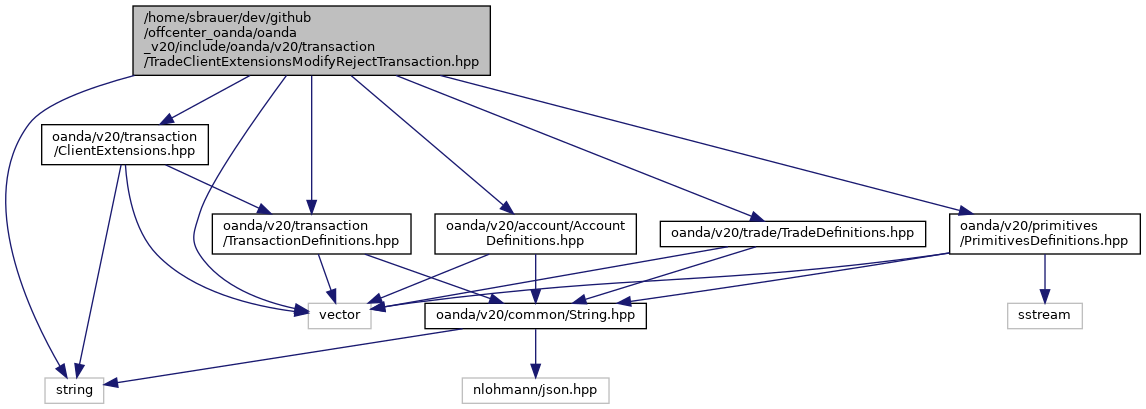 /home/sbrauer/dev/github
/offcenter_oanda/oanda
_v20/include/oanda/v20/transaction
/TradeClientExtensionsModifyRejectTransaction.hpp
oanda/v20/transaction
/ClientExtensions.hpp
oanda/v20/transaction
/TransactionDefinitions.hpp
oanda/v20/account/Account
Definitions.hpp
oanda/v20/trade/TradeDefinitions.hpp
oanda/v20/primitives
/PrimitivesDefinitions.hpp
vector
oanda/v20/common/String.hpp
sstream
string
nlohmann/json.hpp